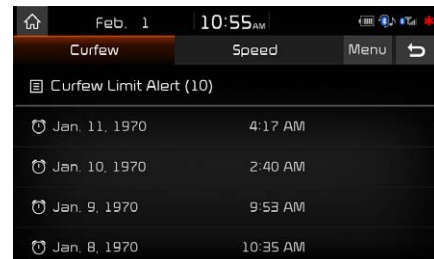 Feb. 1 10:55AM
Curfew Speed Menu
Curfew Limit Alert (10)
Jan. 11, 1970 4:17 AM
Jan. 10, 1970 2:40 AM
Jan. 9, 1970 9:53 AM
Jan. 8, 1970 10:35 AM